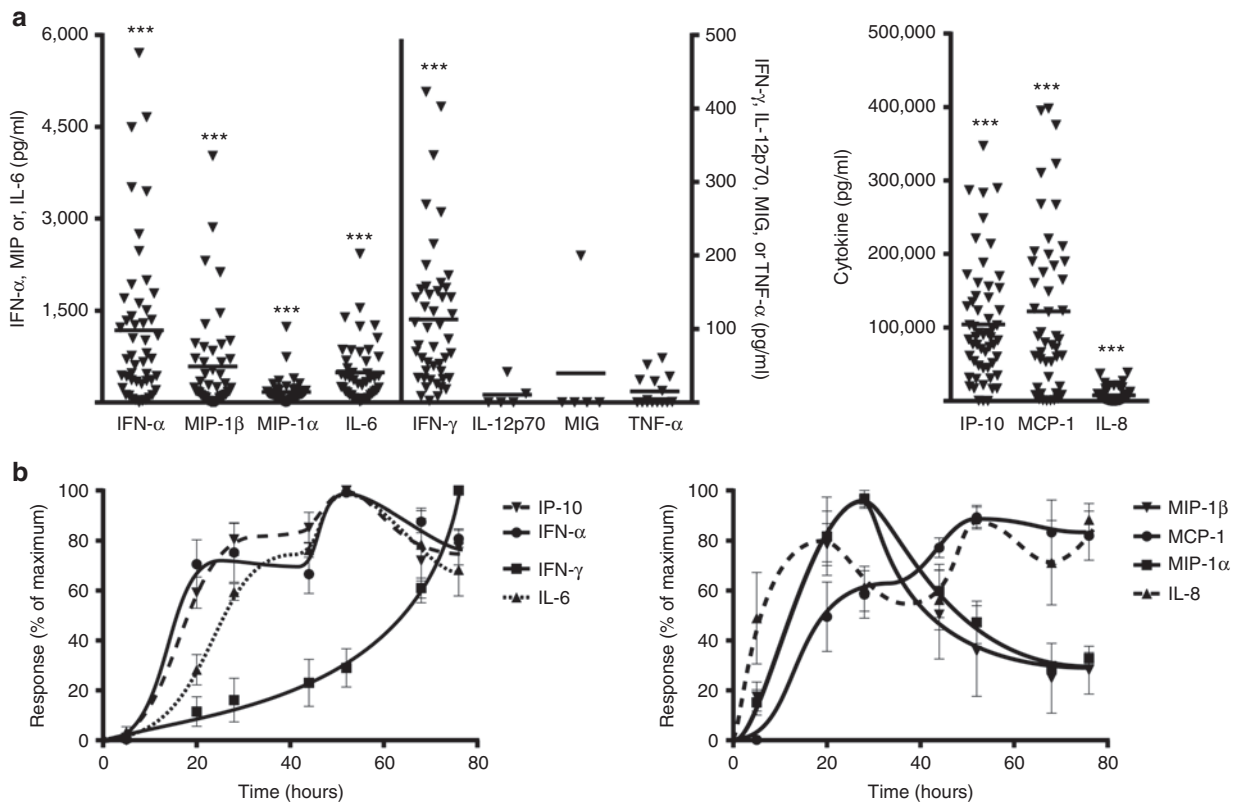 a
IFN-α, MIP or, IL-6 (pg/ml)
6,000
4,500
3,000
1,500
***
***
***
***
***
IFN-α MIP-1β MIP-1α IL-6 IFN-γ IL-12p70 MIG TNF-α
500
400
300
200
100
IFN-γ, IL-12p70, MIG, or TNF-α (pg/ml)
Cytokine (pg/ml)
500,000
400,000
300,000
200,000
100,000
***
***
***
IP-10 MCP-1 IL-8
b
Response (% of maximum)
100
80
60
40
20
0
0 20 40 60 80
Time (hours)
IP-10
IFN-α
IFN-γ
IL-6
Response (% of maximum)
100
80
60
40
20
0
0 20 40 60 80
Time (hours)
MIP-1β
MCP-1
MIP-1α
IL-8